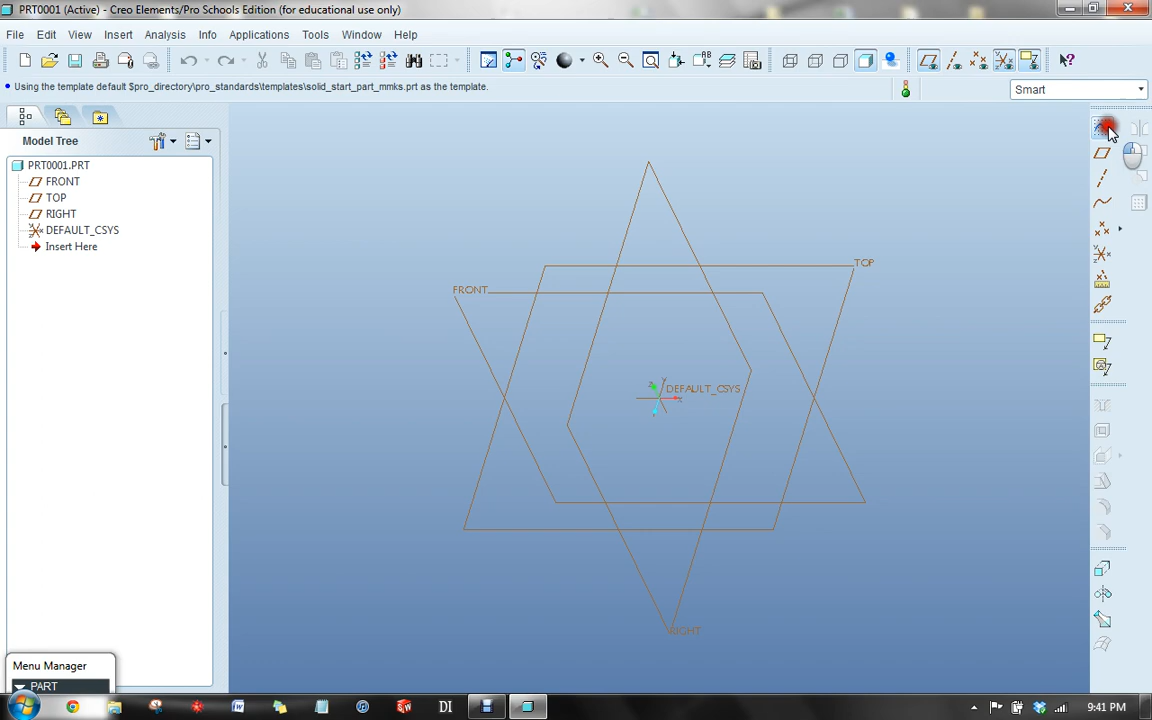 PRT0001 (Active) - Creo Elements/Pro Schools Edition (for educational use only)
File Edit View Insert Analysis Info Applications Tools Window Help
Using the template default $pro_directory\pro_standards\templates\solid_start_part_mmks.prt as the template.
Smart
Model Tree
PRT0001.PRT
FRONT
TOP
RIGHT
DEFAULT_CSYS
Insert Here
TOP
FRONT
DEFAULT_CSYS
RIGHT
Menu Manager
PART
DI
9:41 PM